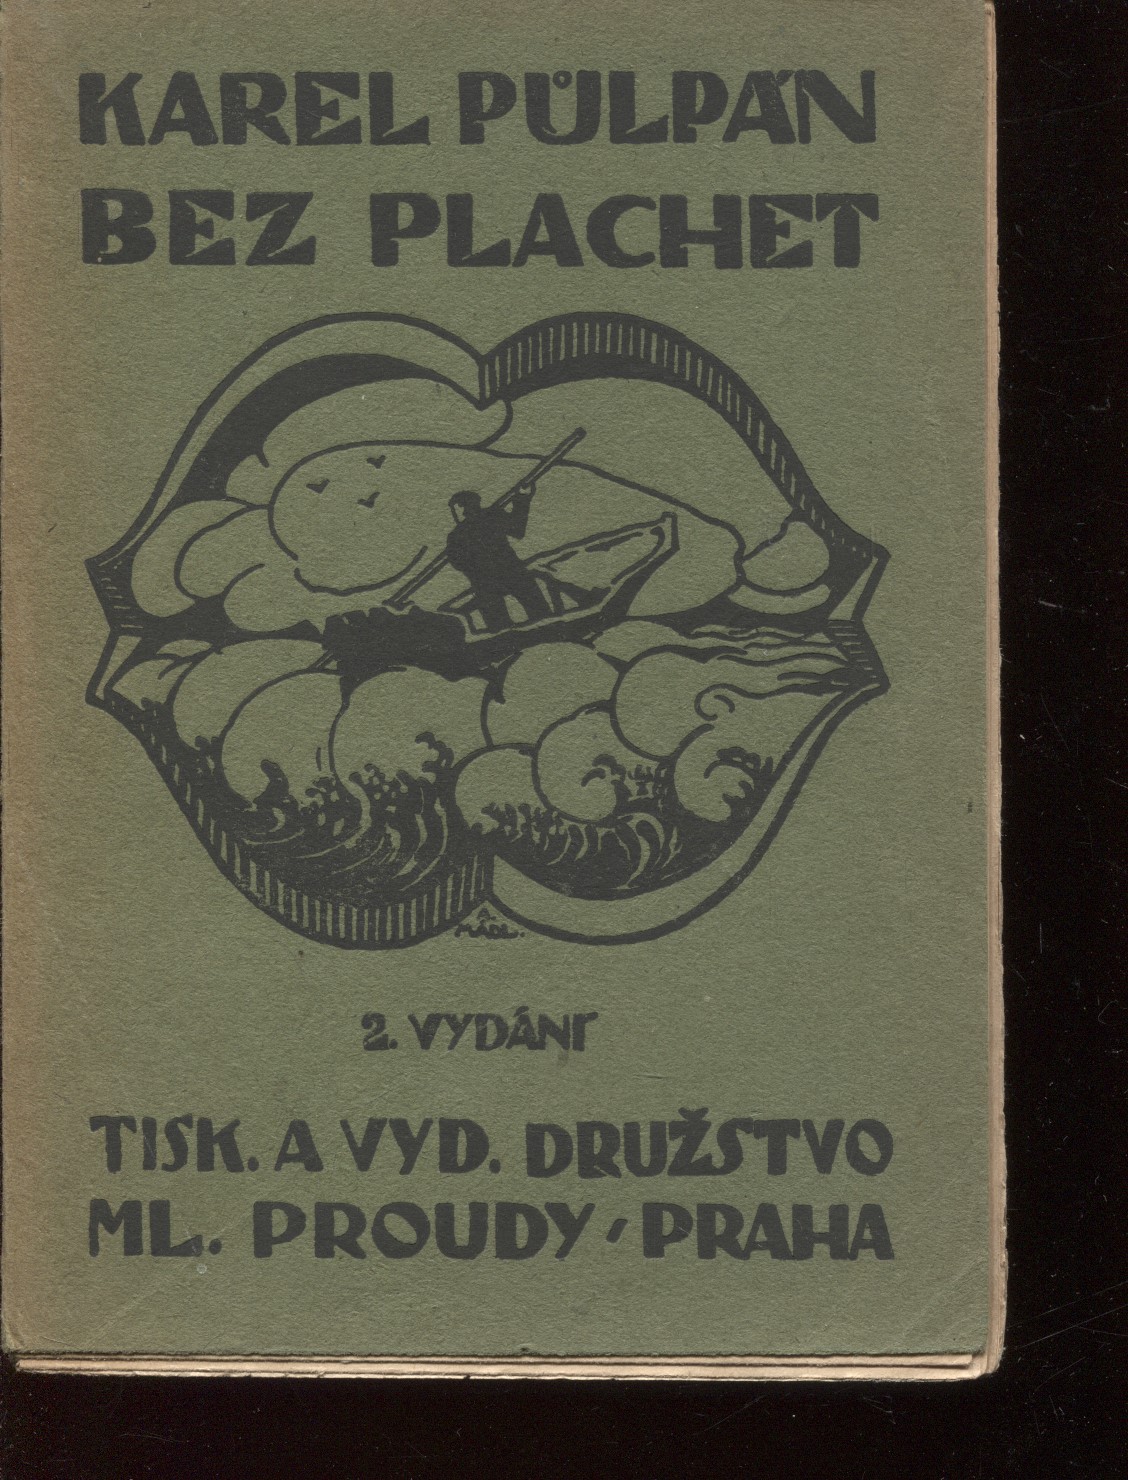 KAREL PŮLPÁN
BEZ PLACHET
2. VYDÁNÍ
TISK. A VYD. DRUŽSTVO
ML. PROUDY, PRAHA